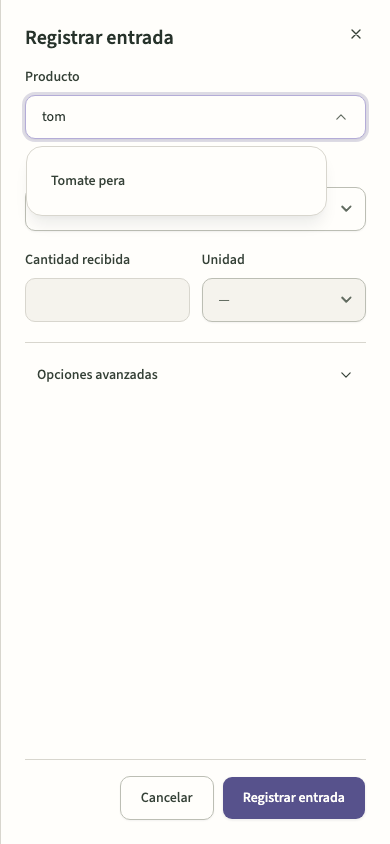 Registrar entrada
Producto
tom
Tomate pera
Cantidad recibida
Unidad
—
Opciones avanzadas
Cancelar
Registrar entrada